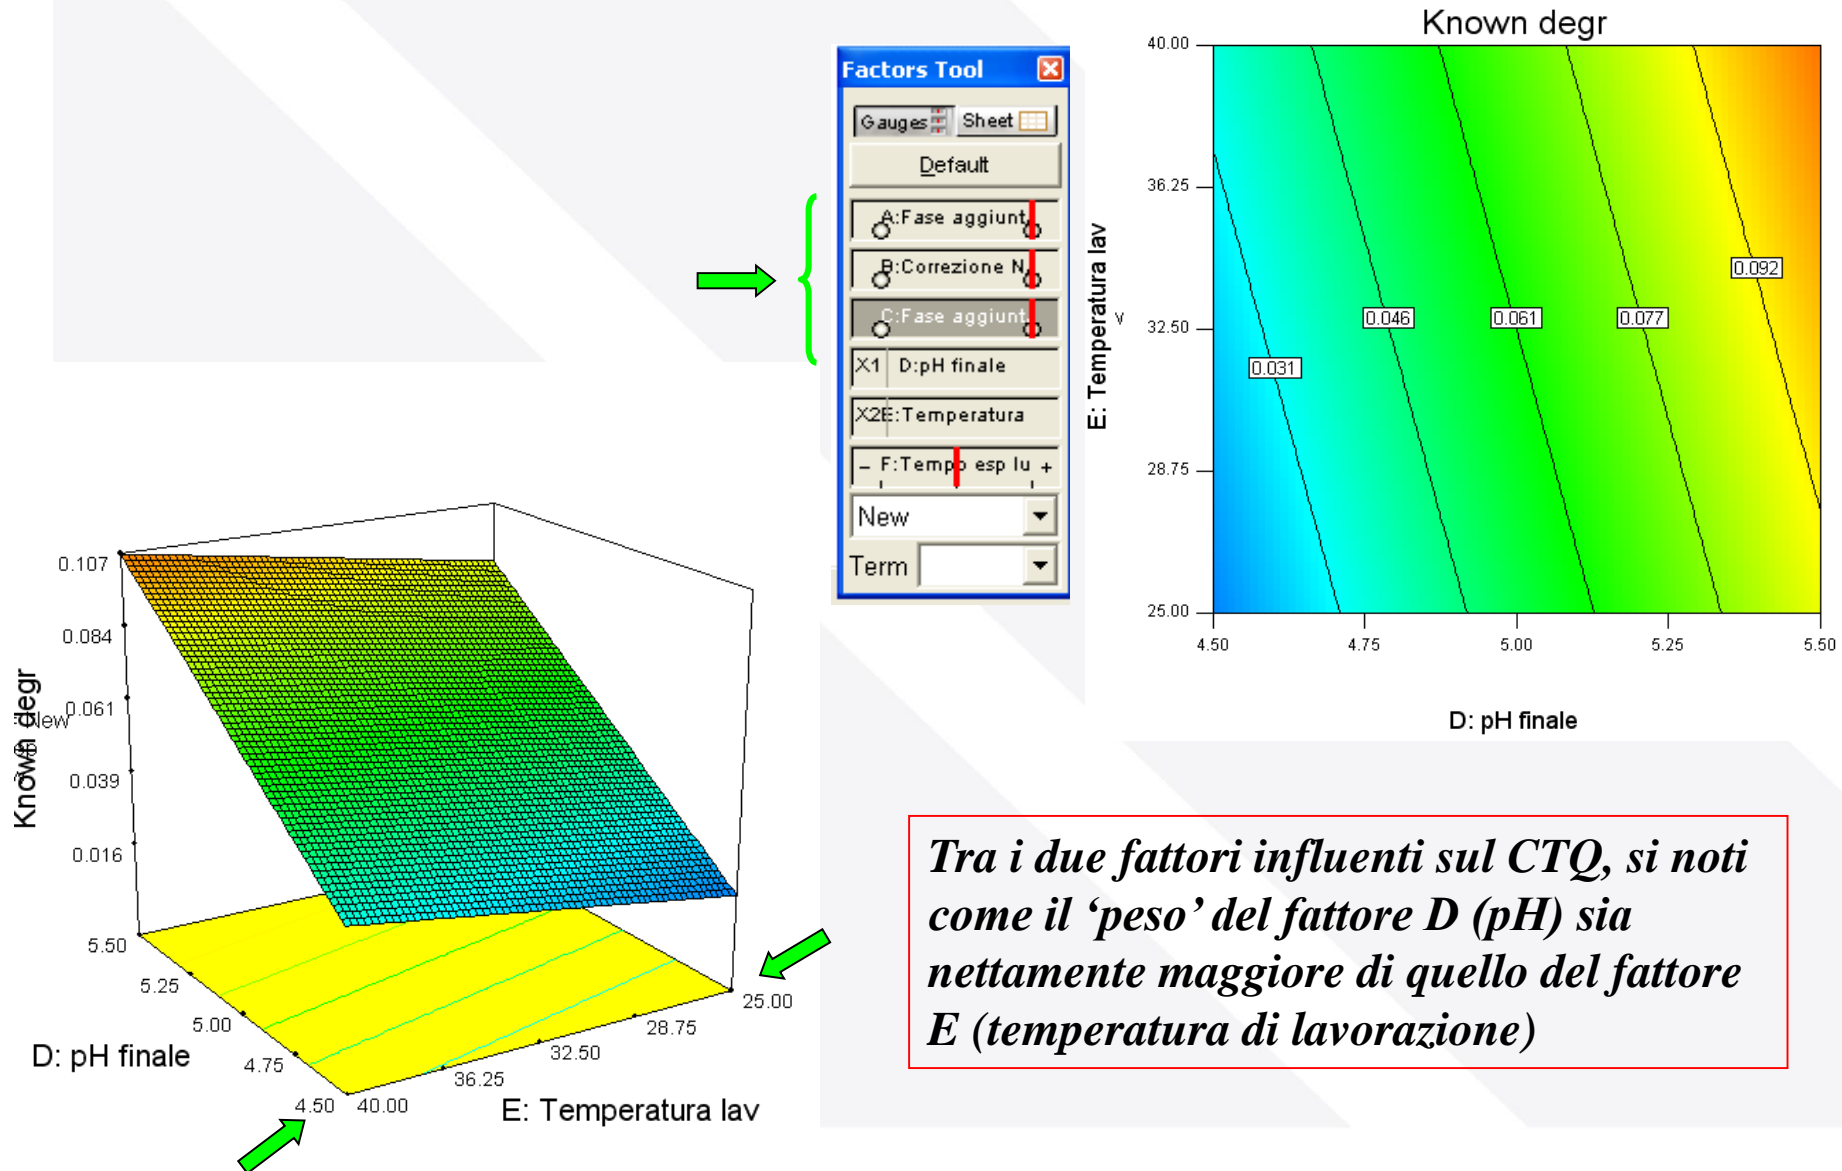 Known degr
Factors Tool
Gauges
Sheet
Default
A:Fase aggiunt
B:Correzione N
C:Fase aggiunt
X1 D:pH finale
X2 E:Temperatura
– F:Tempo esp lu +
New
Term
40.00
36.25
32.50
28.75
25.00
E: Temperatura lav
0.031
0.046
0.061
0.077
0.092
4.50
4.75
5.00
5.25
5.50
D: pH finale
0.107
0.084
0.061
0.039
0.016
Known degr
New
5.50
5.25
5.00
4.75
4.50
D: pH finale
40.00
36.25
32.50
28.75
25.00
E: Temperatura lav
Tra i due fattori influenti sul CTQ, si noti
come il ‘peso’ del fattore D (pH) sia
nettamente maggiore di quello del fattore
E (temperatura di lavorazione)